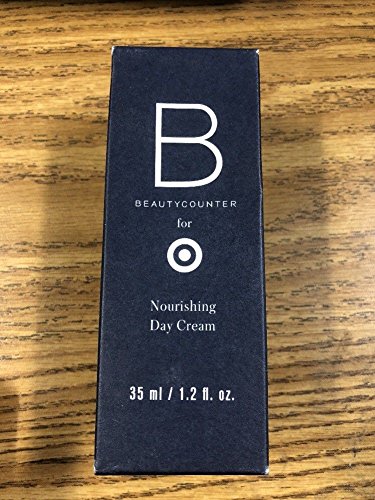 B
BEAUTYCOUNTER
for
Nourishing
Day Cream
35 ml / 1.2 fl. oz.